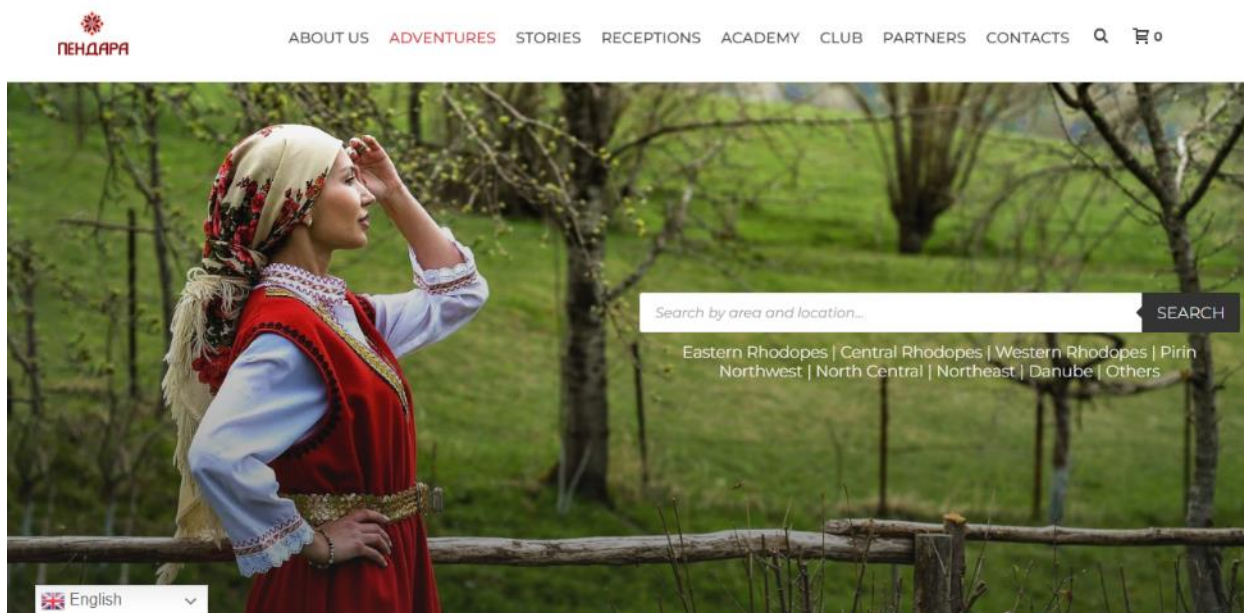 ПЕНДАРА
ABOUT US ADVENTURES STORIES RECEPTIONS ACADEMY CLUB PARTNERS CONTACTS 0
Search by area and location...
SEARCH
Eastern Rhodopes | Central Rhodopes | Western Rhodopes | Pirin
Northwest | North Central | Northeast | Danube | Others
English